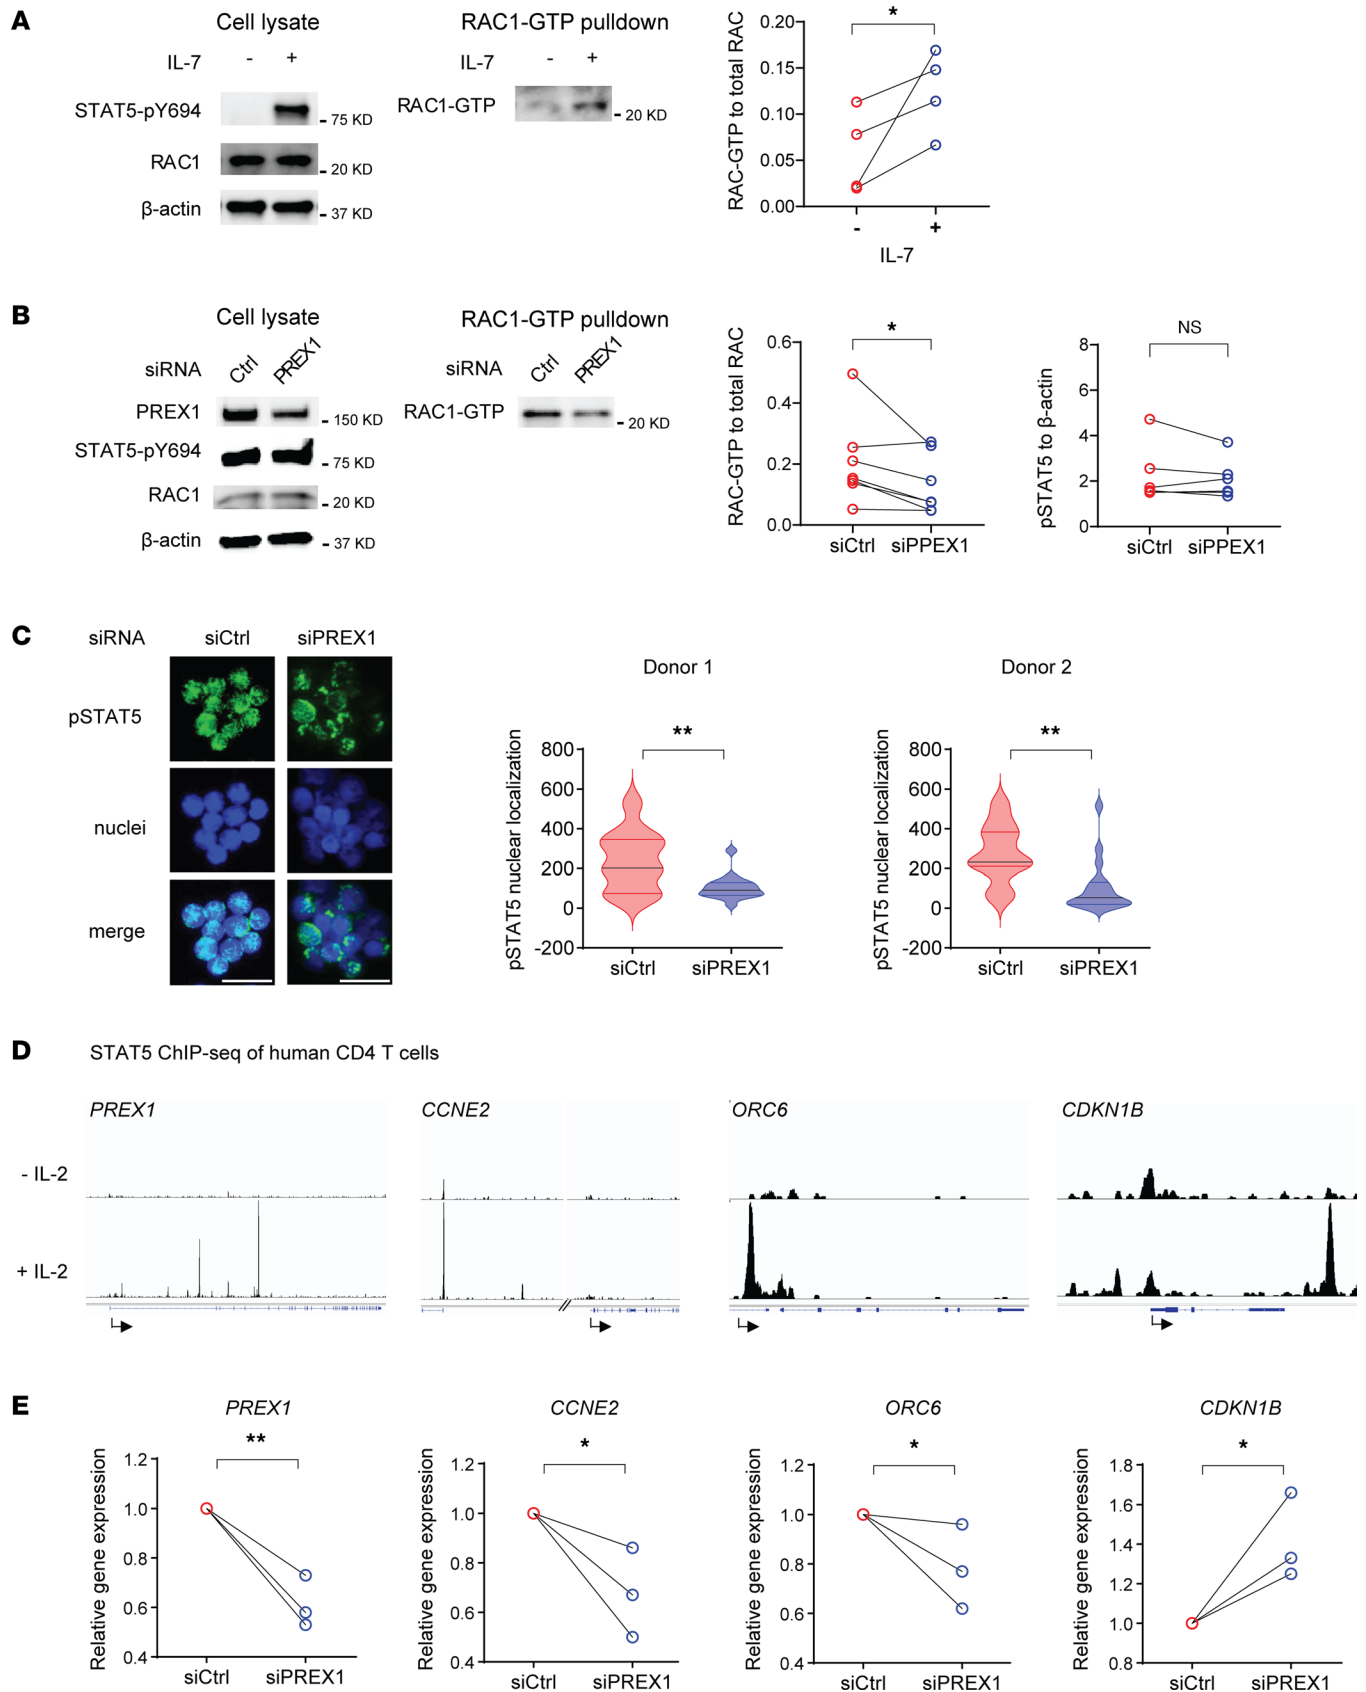 A
Cell lysate
RAC1-GTP pulldown
IL-7 - +
IL-7 - +
STAT5-pY694
75 KD
RAC1-GTP
20 KD
RAC1
20 KD
β-actin
37 KD
RAC-GTP to total RAC
0.20
0.15
0.10
0.05
0.00
*
- +
IL-7
B
Cell lysate
RAC1-GTP pulldown
siRNA Ctrl PREX1
siRNA Ctrl PREX1
PREX1
150 KD
RAC1-GTP
20 KD
STAT5-pY694
75 KD
RAC1
20 KD
β-actin
37 KD
RAC-GTP to total RAC
0.6
0.4
0.2
0.0
*
siCtrl siPPEX1
pSTAT5 to β-actin
8
6
4
2
0
NS
siCtrl siPPEX1
C
siRNA siCtrl siPREX1
pSTAT5
nuclei
merge
Donor 1
pSTAT5 nuclear localization
800
600
400
200
0
-200
**
siCtrl siPREX1
Donor 2
pSTAT5 nuclear localization
800
600
400
200
0
-200
**
siCtrl siPREX1
D
STAT5 ChIP-seq of human CD4 T cells
PREX1 CCNE2 ORC6 CDKN1B
- IL-2
+ IL-2
//
E
PREX1
**
Relative gene expression
1.2
1.0
0.8
0.6
0.4
siCtrl siPREX1
CCNE2
*
Relative gene expression
1.2
1.0
0.8
0.6
0.4
siCtrl siPREX1
ORC6
*
Relative gene expression
1.2
1.0
0.8
0.6
0.4
siCtrl siPREX1
CDKN1B
*
Relative gene expression
1.8
1.6
1.4
1.2
1.0
0.8
siCtrl siPREX1